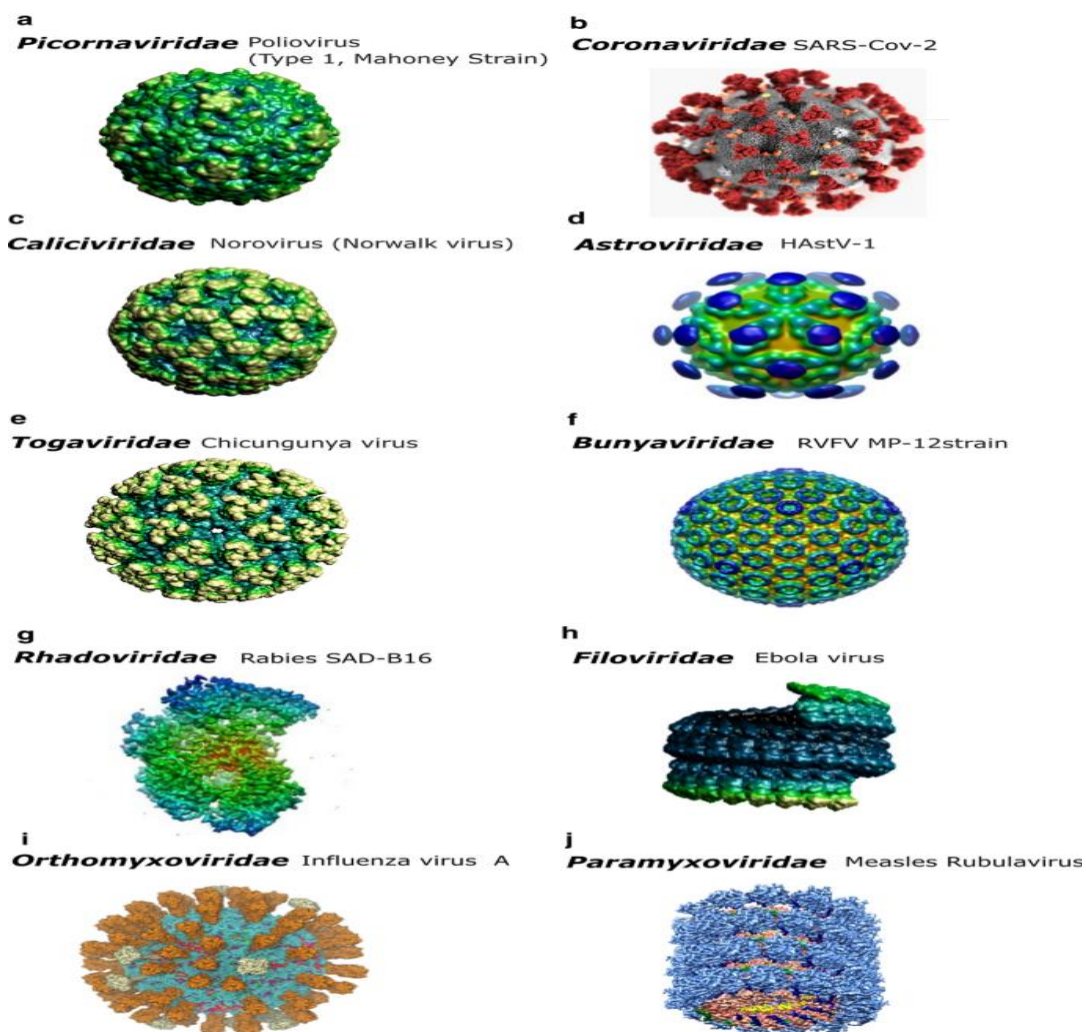 a
Picornaviridae Poliovirus
(Type 1, Mahoney Strain)
b
Coronaviridae SARS-Cov-2
c
Caliciviridae Norovirus (Norwalk virus)
d
Astroviridae HAstV-1
e
Togaviridae Chicungunya virus
f
Bunyaviridae RVFV MP-12strain
g
Rhadoviridae Rabies SAD-B16
h
Filoviridae Ebola virus
i
Orthomyxoviridae Influenza virus A
j
Paramyxoviridae Measles Rubulavirus